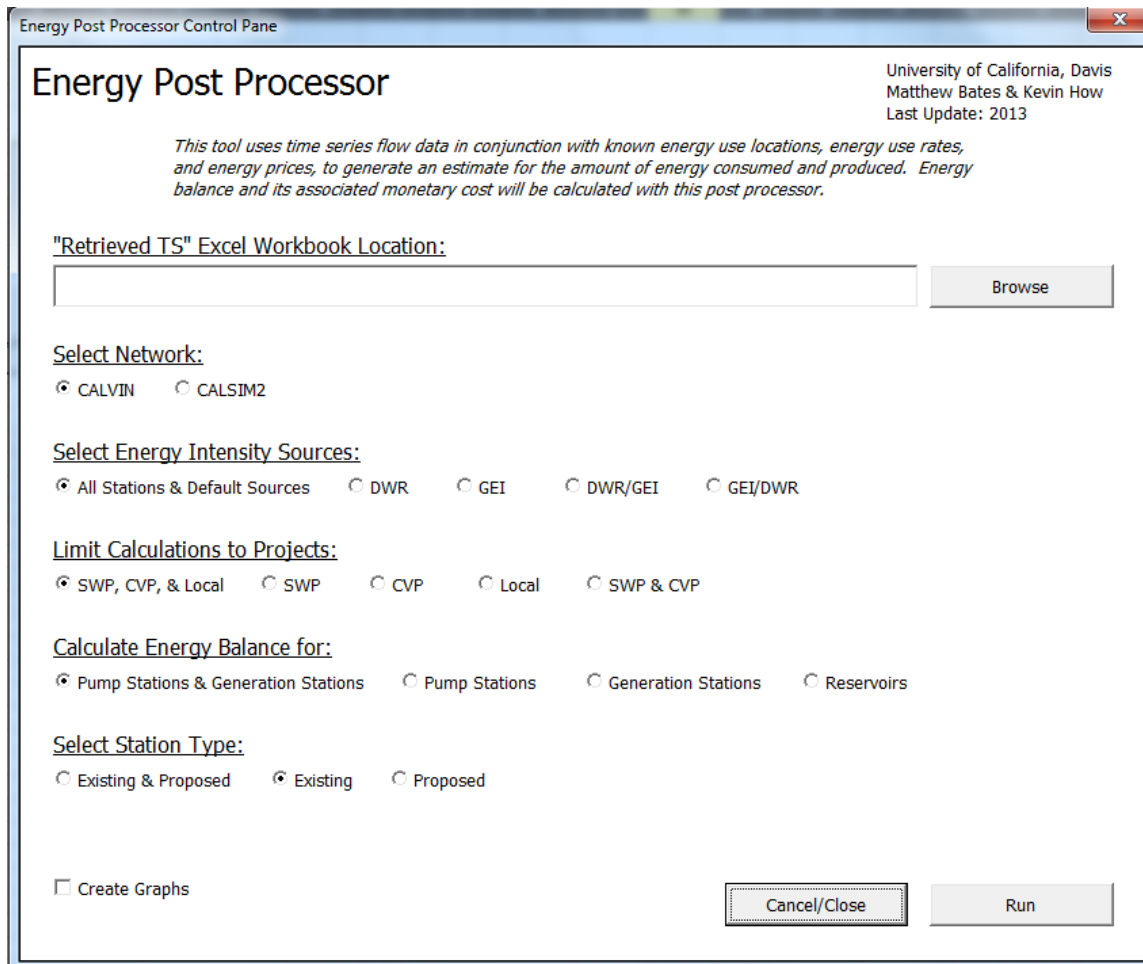 Energy Post Processor Control Pane
X
Energy Post Processor
University of California, Davis
Matthew Bates & Kevin How
Last Update: 2013
This tool uses time series flow data in conjunction with known energy use locations, energy use rates,
and energy prices, to generate an estimate for the amount of energy consumed and produced. Energy
balance and its associated monetary cost will be calculated with this post processor.
"Retrieved TS" Excel Workbook Location:
Browse
Select Network:
CALVIN CALSIM2
Select Energy Intensity Sources:
All Stations & Default Sources DWR GEI DWR/GEI GEI/DWR
Limit Calculations to Projects:
SWP, CVP, & Local SWP CVP Local SWP & CVP
Calculate Energy Balance for:
Pump Stations & Generation Stations Pump Stations Generation Stations Reservoirs
Select Station Type:
Existing & Proposed Existing Proposed
Create Graphs
Cancel/Close Run